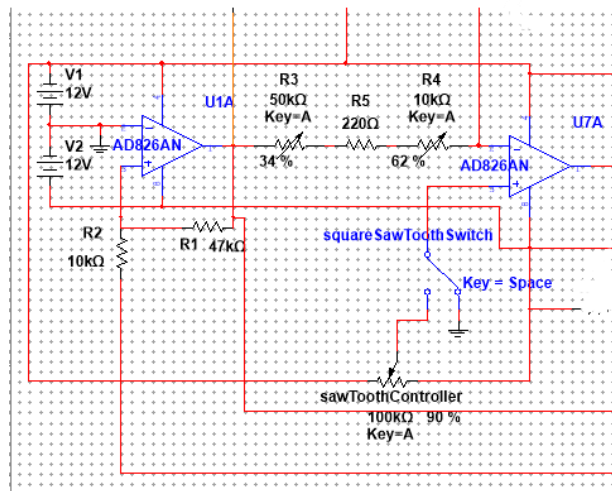 V1
12V
V2
12V
U1A
AD826AN
R3
50kΩ
Key=A
34 %
R5
220Ω
R4
10kΩ
Key=A
62 %
U7A
AD826AN
R2
10kΩ
R1
47kΩ
squareSawToothSwitch
Key = Space
sawToothController
100kΩ
90 %
Key=A